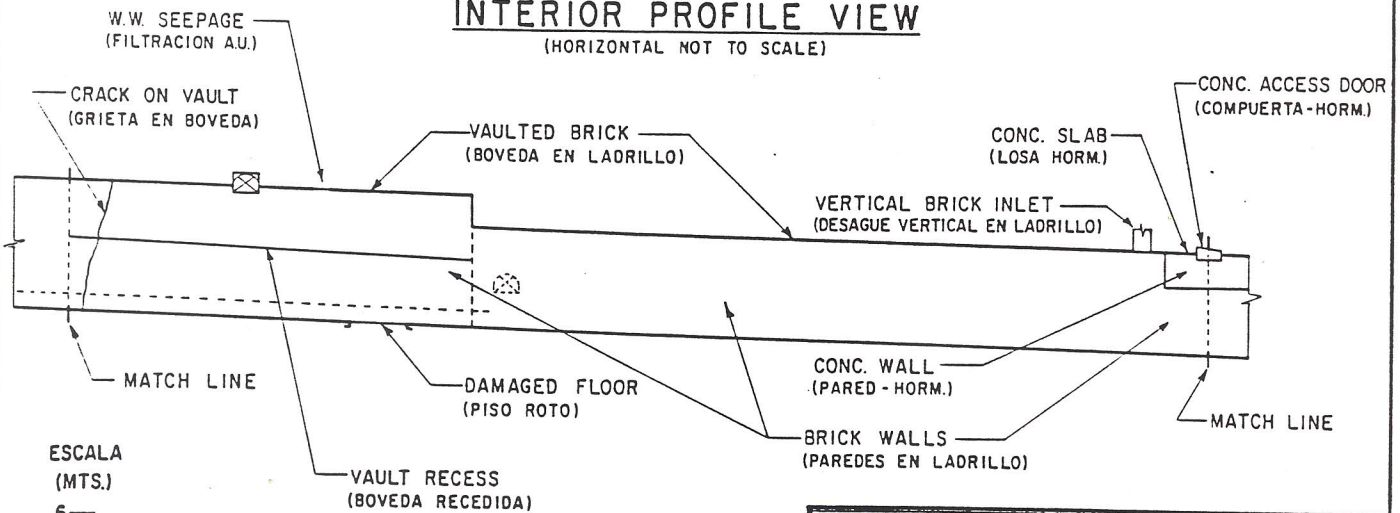 INTERIOR PROFILE VIEW
(HORIZONTAL NOT TO SCALE)
W.W. SEEPAGE
(FILTRACION A.U.)
CRACK ON VAULT
(GRIETA EN BOVEDA)
VAULTED BRICK
(BOVEDA EN LADRILLO)
CONC. ACCESS DOOR
(COMPUERTA-HORM.)
CONC. SLAB
(LOSA HORM.)
VERTICAL BRICK INLET
(DESAGUE VERTICAL EN LADRILLO)
MATCH LINE
DAMAGED FLOOR
(PISO ROTO)
CONC. WALL
(PARED-HORM.)
MATCH LINE
BRICK WALLS
(PAREDES EN LADRILLO)
VAULT RECESS
(BOVEDA RECEDIDA)
ESCALA
(MTS.)
6